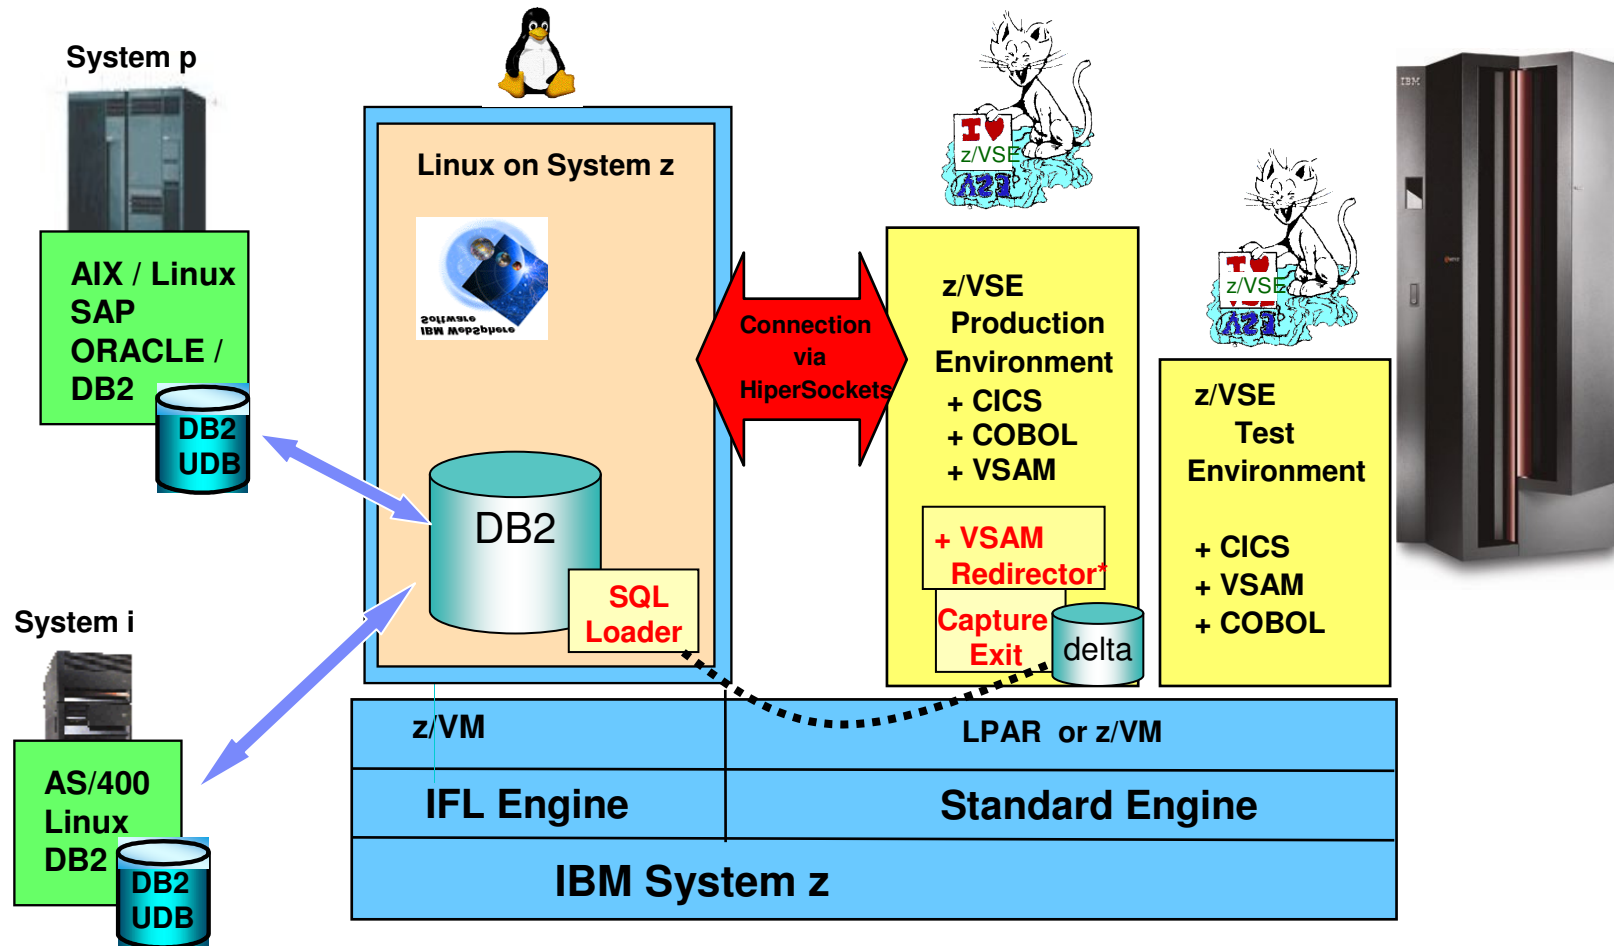 System p
AIX / Linux
SAP
ORACLE /
DB2
DB2
UDB
System i
AS/400
Linux
DB2
DB2
UDB
Linux on System z
IBM WebSphere
Software
DB2
SQL
Loader
Connection
via
HiperSockets
I ♥
z/VSE
VSE
z/VSE
Production
Environment
+ CICS
+ COBOL
+ VSAM
+ VSAM
Redirector*
Capture
Exit
delta
I ♥
z/VSE
VSE
z/VSE
Test
Environment
+ CICS
+ VSAM
+ COBOL
IBM
z/VM
LPAR or z/VM
IFL Engine
Standard Engine
IBM System z